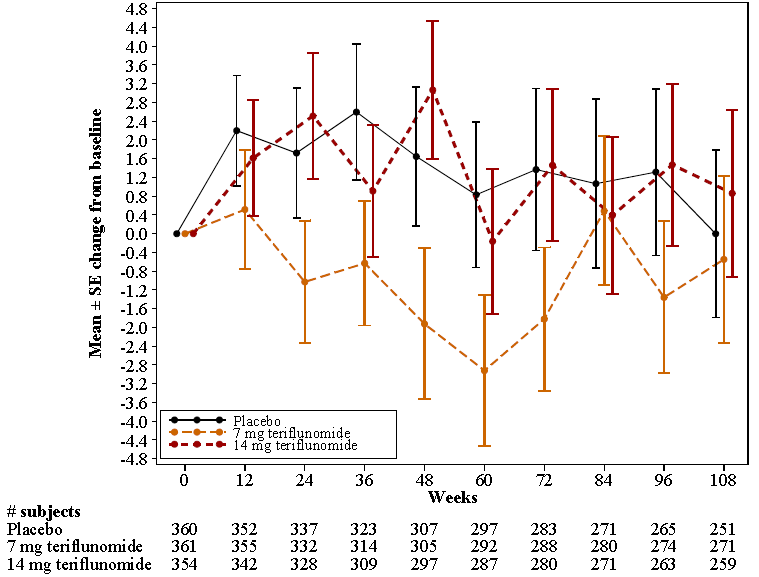 Mean ± SE change from baseline
4.8
4.4
4.0
3.6
3.2
2.8
2.4
2.0
1.6
1.2
0.8
0.4
0.0
-0.4
-0.8
-1.2
-1.6
-2.0
-2.4
-2.8
-3.2
-3.6
-4.0
-4.4
-4.8
Placebo
7 mg teriflunomide
14 mg teriflunomide
0 12 24 36 48 60 72 84 96 108
Weeks
# subjects
Placebo 360 352 337 323 307 297 283 271 265 251
7 mg teriflunomide 361 355 332 314 305 292 288 280 274 271
14 mg teriflunomide 354 342 328 309 297 287 280 271 263 259